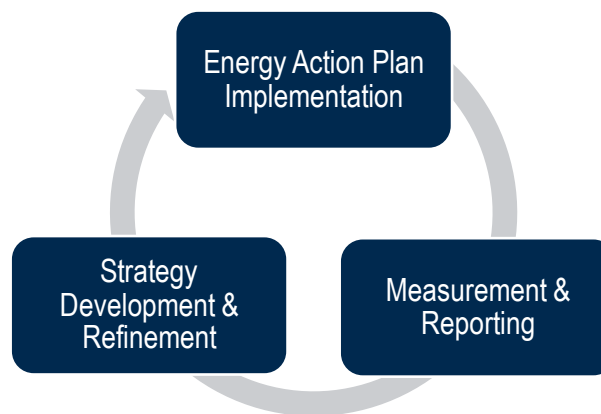 Energy Action Plan
Implementation
Strategy
Development &
Refinement
Measurement &
Reporting